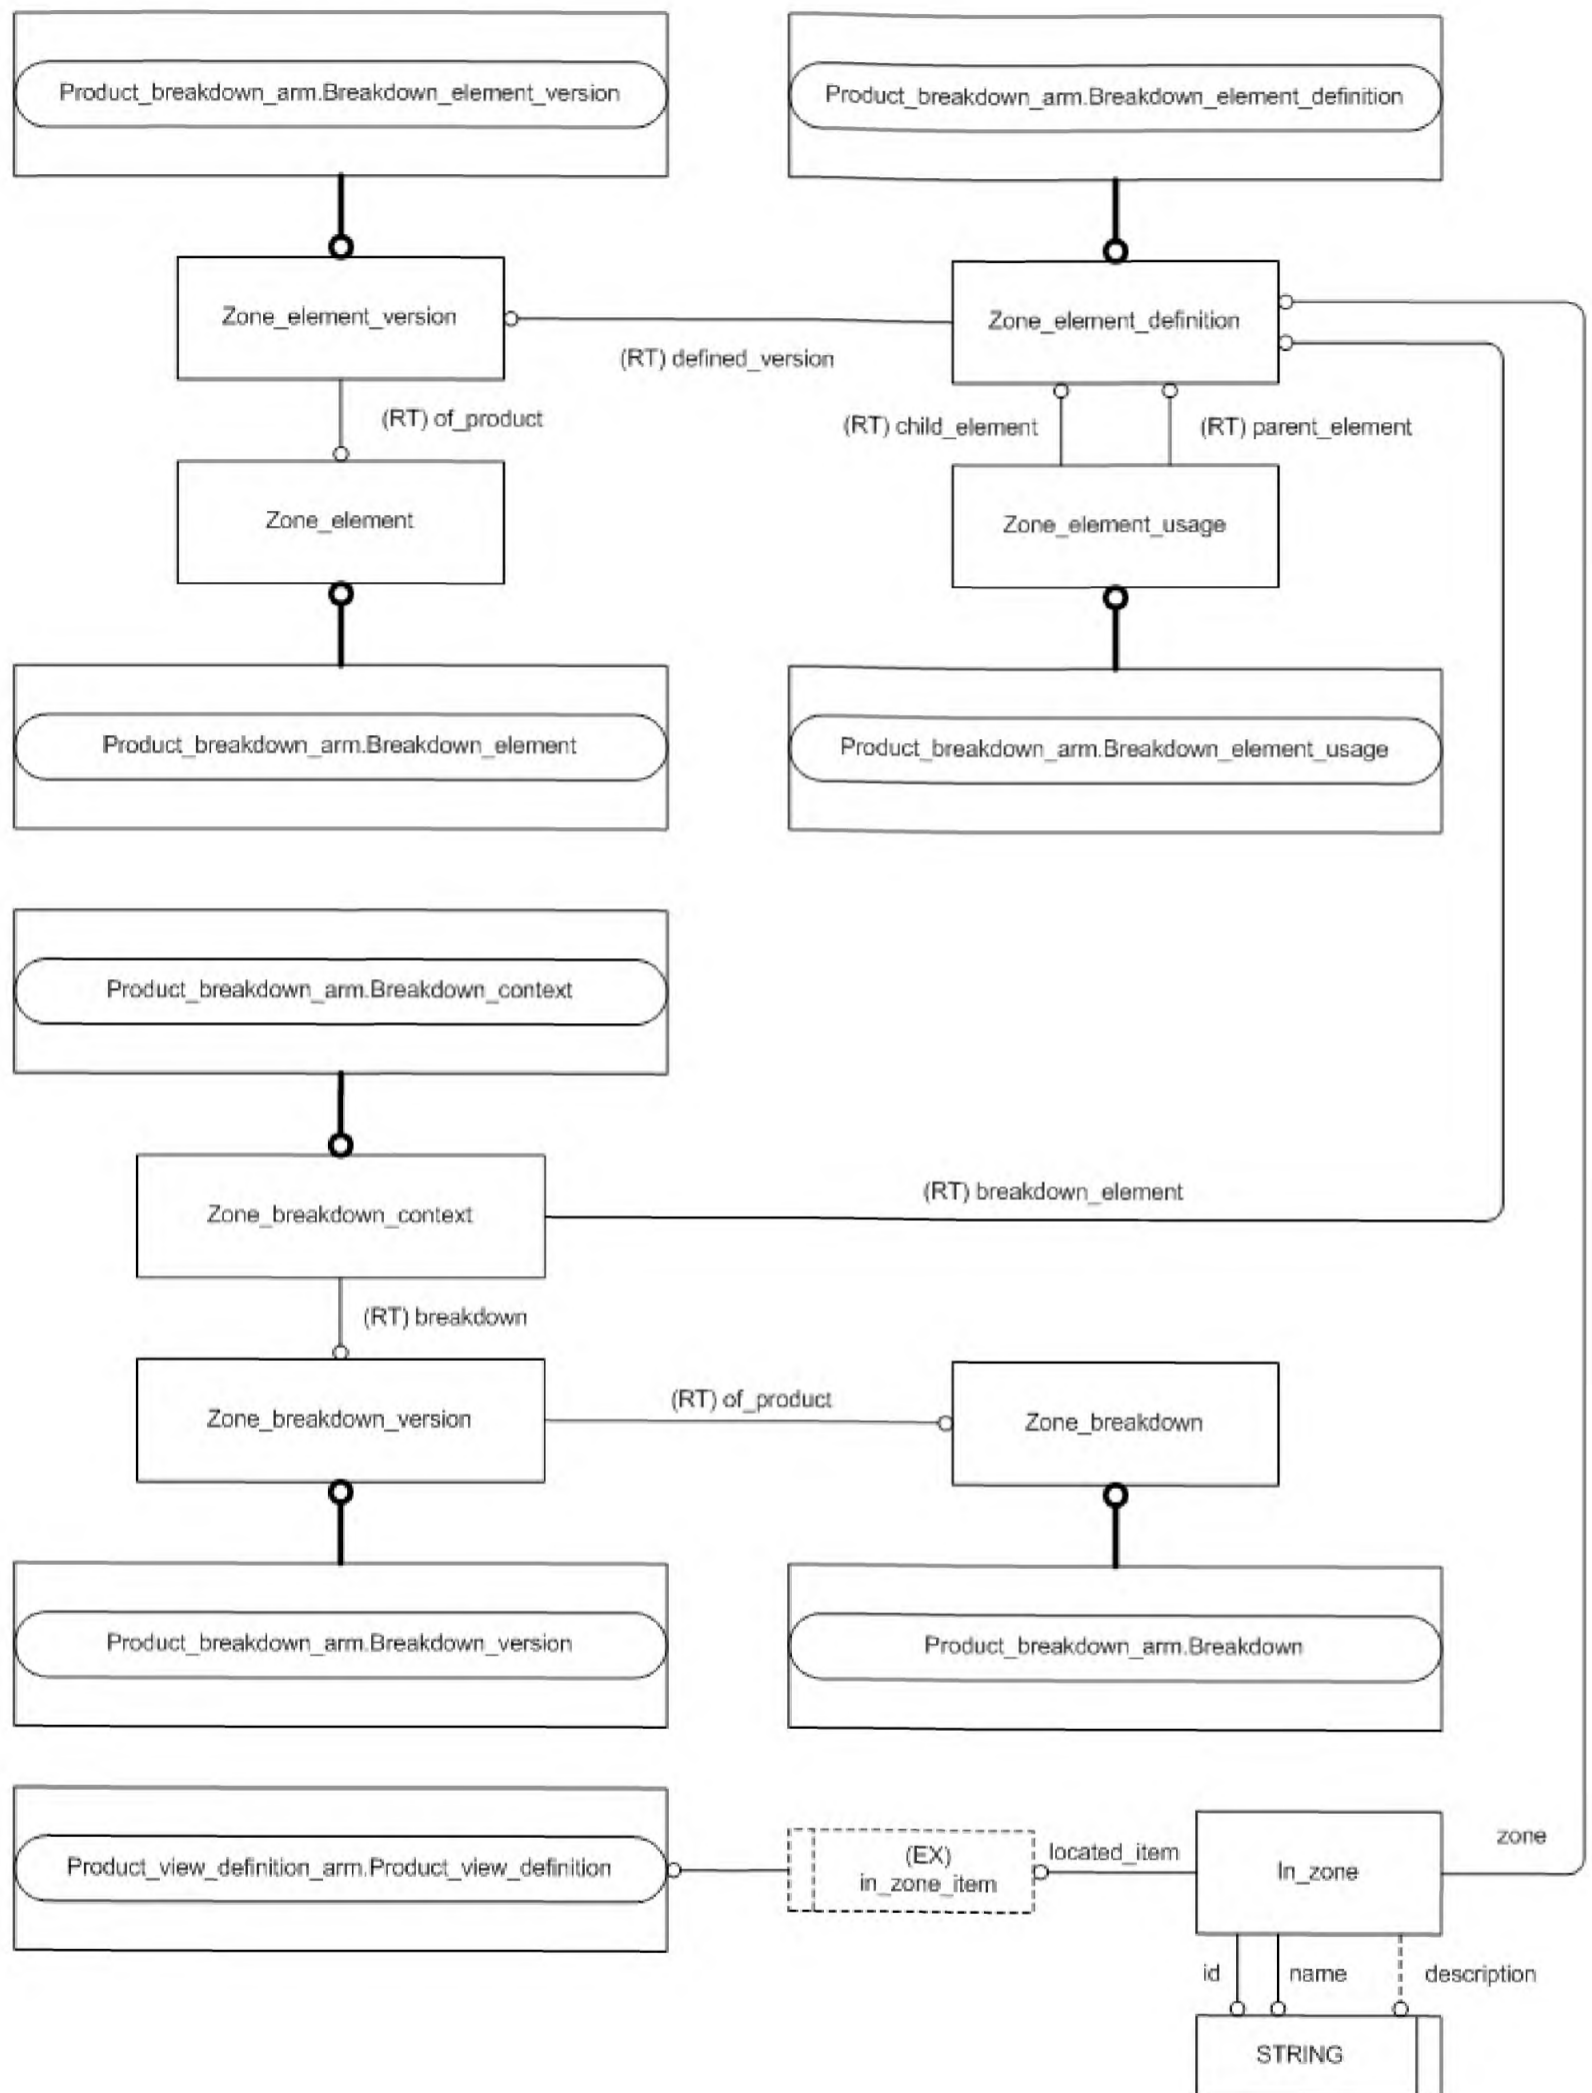 Product_breakdown_arm.Breakdown_element_version
Product_breakdown_arm.Breakdown_element_definition
Zone_element_version
Zone_element_definition
(RT) defined_version
(RT) of_product
(RT) child_element
(RT) parent_element
Zone_element
Zone_element_usage
Product_breakdown_arm.Breakdown_element
Product_breakdown_arm.Breakdown_element_usage
Product_breakdown_arm.Breakdown_context
(RT) breakdown_element
Zone_breakdown_context
(RT) breakdown
(RT) of_product
Zone_breakdown_version
Zone_breakdown
Product_breakdown_arm.Breakdown_version
Product_breakdown_arm.Breakdown
zone
Product_view_definition_arm.Product_view_definition
(EX)
in_zone_item
located_item
In_zone
id
name
description
STRING